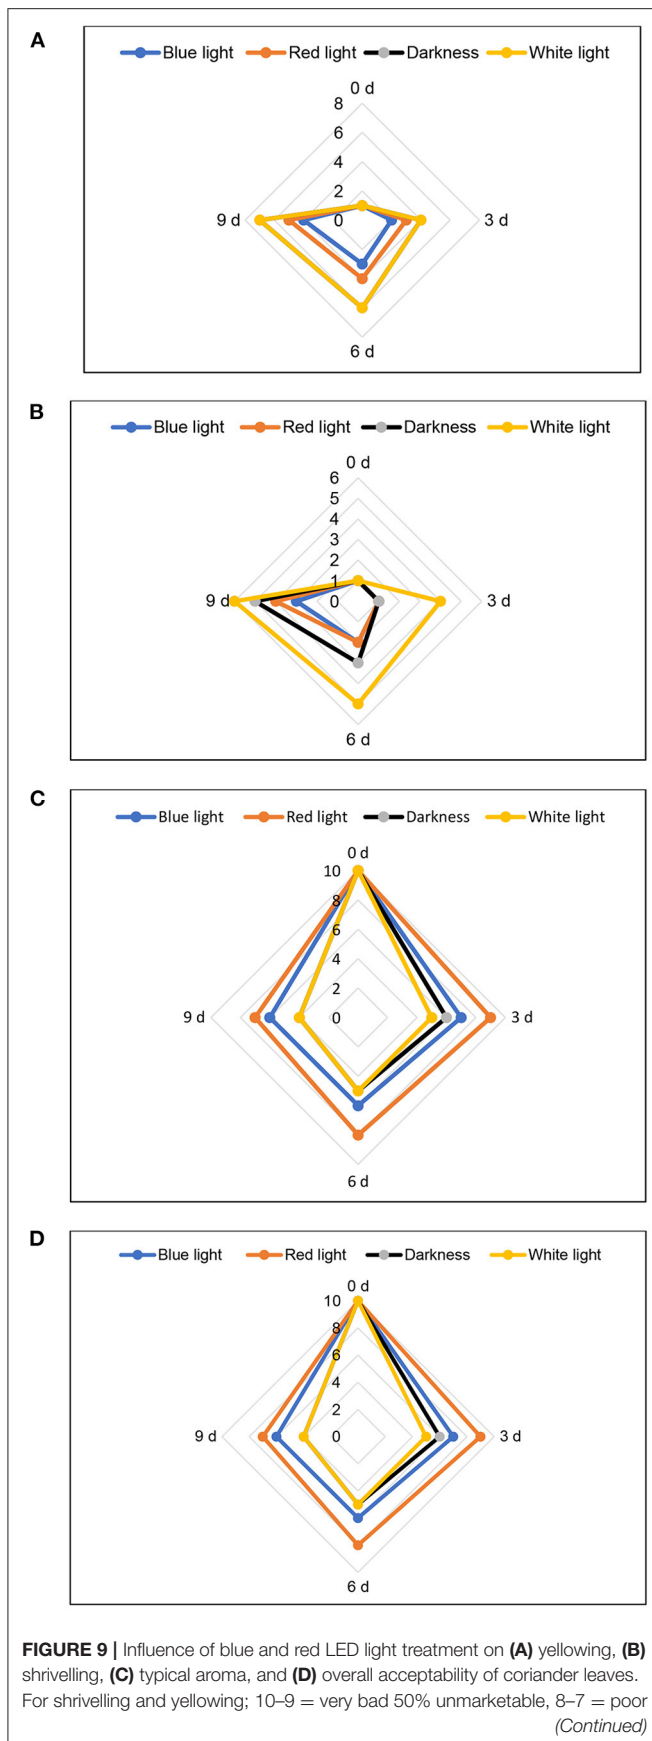 A
Blue light Red light Darkness White light
0 d
8
6
4
2
0
9 d 3 d
6 d
B
Blue light Red light Darkness White light
0 d
6
5
4
3
2
1
0
9 d 3 d
6 d
C
Blue light Red light Darkness White light
0 d
10
8
6
4
2
0
9 d 3 d
6 d
D
Blue light Red light Darkness White light
0 d
10
8
6
4
2
0
9 d 3 d
6 d
FIGURE 9 | Influence of blue and red LED light treatment on (A) yellowing, (B)
shrivelling, (C) typical aroma, and (D) overall acceptability of coriander leaves.
For shrivelling and yellowing; 10–9 = very bad 50% unmarketable, 8–7 = poor
(Continued)